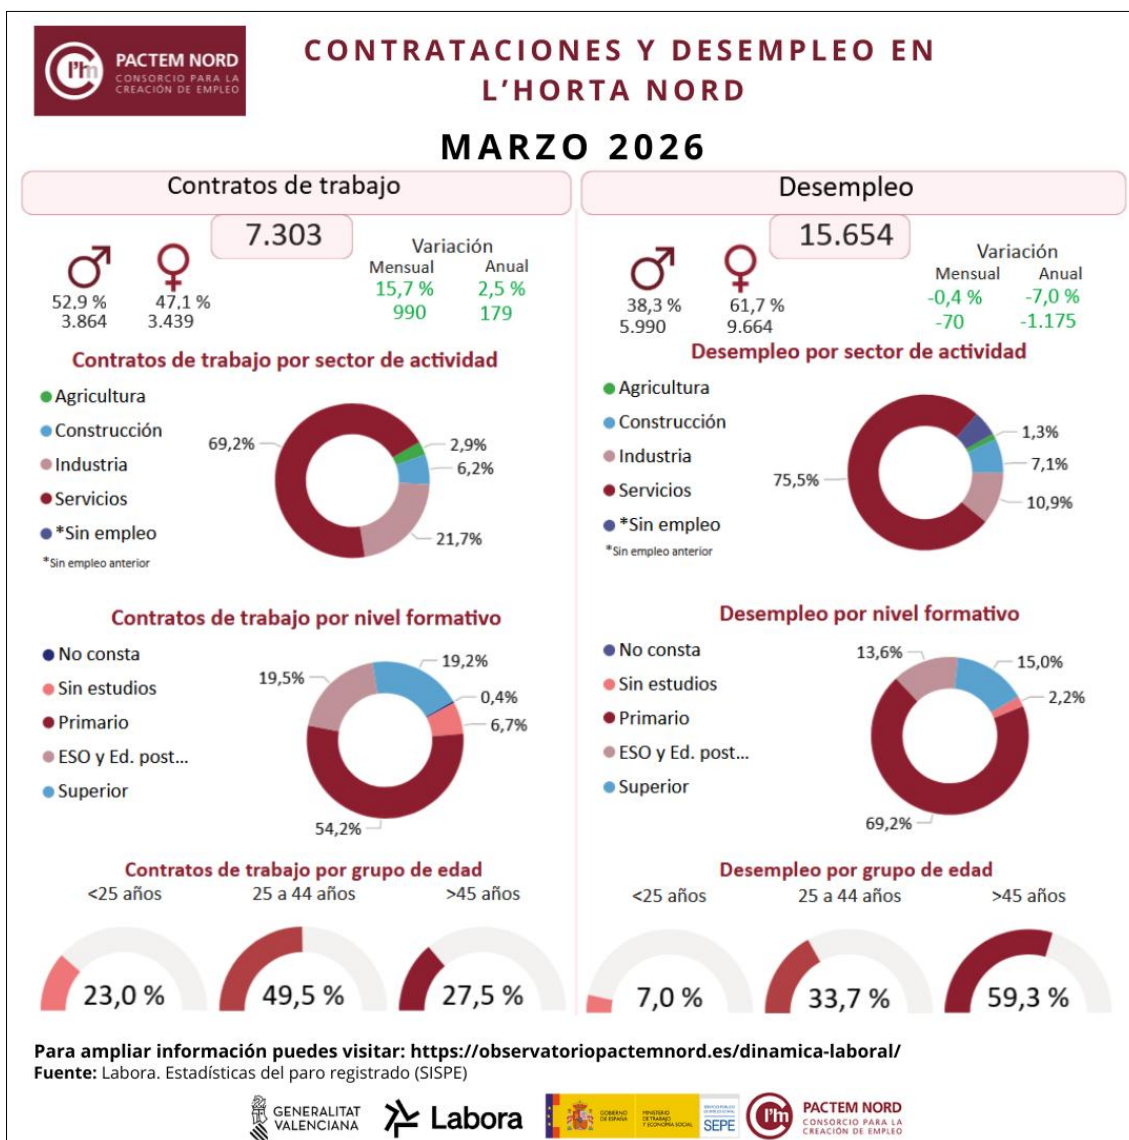 PACTEM NORD
CONSORCIO PARA LA
CREACIÓN DE EMPLEO
CONTRATACIONES Y DESEMPLEO EN
L'HORTA NORD
MARZO 2026
Contratos de trabajo
7.303
52,9 %
3.864
47,1 %
3.439
Variación
Mensual Anual
15,7 % 2,5 %
990 179
Contratos de trabajo por sector de actividad
Agricultura
Construcción
Industria
Servicios
*Sin empleo
*Sin empleo anterior
69,2%
2,9%
6,2%
21,7%
Contratos de trabajo por nivel formativo
No consta
Sin estudios
Primario
ESO y Ed. post...
Superior
19,5%
19,2%
0,4%
6,7%
54,2%
Contratos de trabajo por grupo de edad
<25 años 25 a 44 años >45 años
23,0 % 49,5 % 27,5 %
Desempleo
15.654
38,3 %
5.990
61,7 %
9.664
Variación
Mensual Anual
-0,4 % -7,0 %
-70 -1.175
Desempleo por sector de actividad
Agricultura
Construcción
Industria
Servicios
*Sin empleo
*Sin empleo anterior
75,5%
1,3%
7,1%
10,9%
Desempleo por nivel formativo
No consta
Sin estudios
Primario
ESO y Ed. post...
Superior
13,6%
15,0%
2,2%
69,2%
Desempleo por grupo de edad
<25 años 25 a 44 años >45 años
7,0 % 33,7 % 59,3 %
Para ampliar información puedes visitar: https://observatoriopactemnord.es/dinamica-laboral/
Fuente: Labora. Estadísticas del paro registrado (SISPE)
GENERALITAT
VALENCIANA
Labora
GOBIERNO
DE ESPAÑA
MINISTERIO
DE TRABAJO
Y ECONOMÍA SOCIAL
SEPE
PACTEM NORD
CONSORCIO PARA LA
CREACIÓN DE EMPLEO